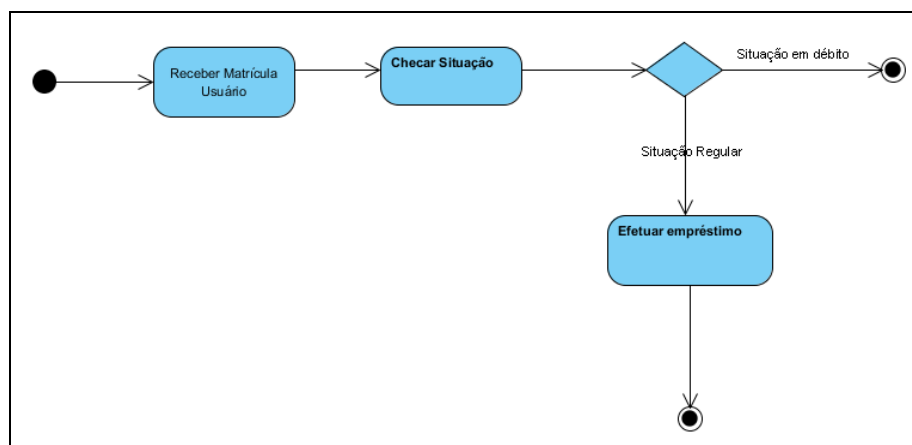 Receber Matrícula
Usuário
Checar Situação
Situação em débito
Situação Regular
Efetuar empréstimo